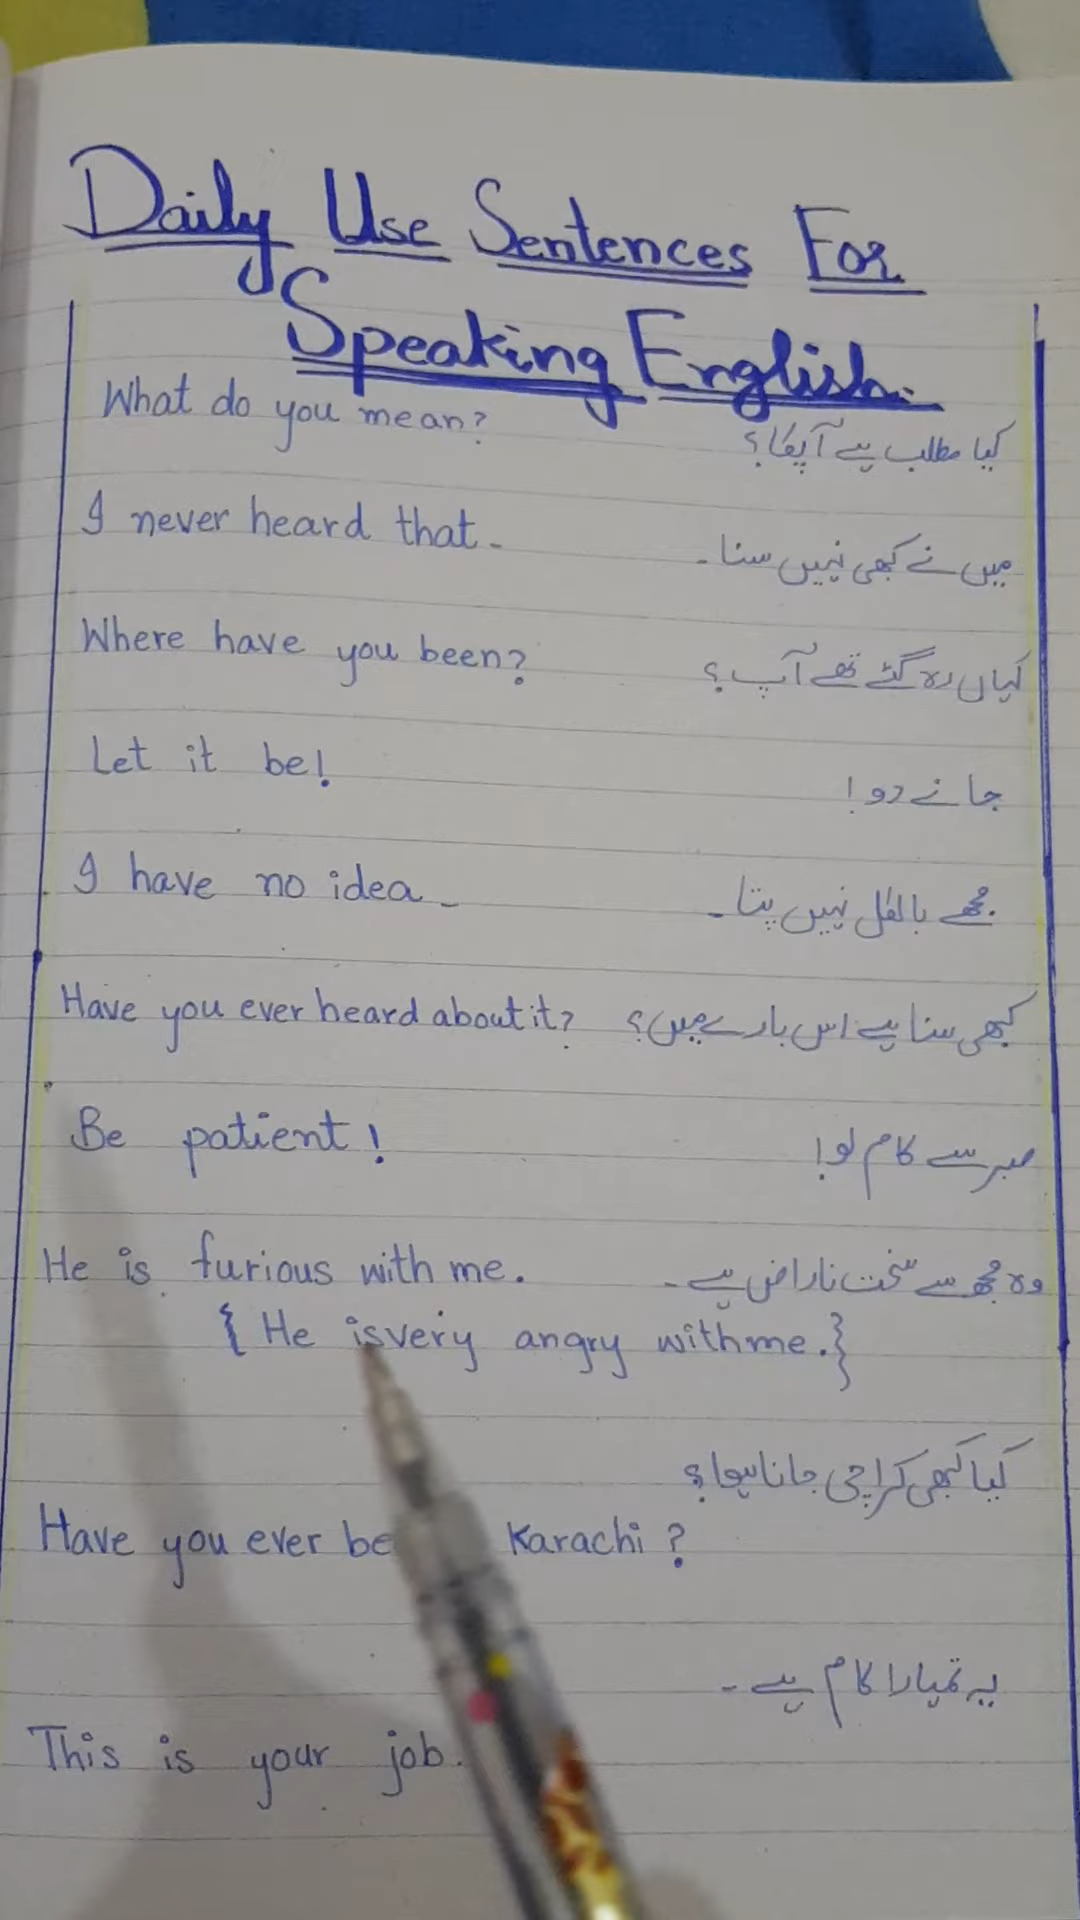 Daily Use Sentences For
Speaking English.
What do you mean? کیا مطلب ہے آپکا؟
I never heard that. میں نے کبھی نہیں سنا۔
Where have you been? کہاں رہ گئے تھے آپ؟
Let it be! جانے دو!
I have no idea. مجھے بالکل نہیں پتا۔
Have you ever heard about it? کبھی سنا ہے اس بارے میں؟
Be patient! صبر سے کام لو!
He is furious with me. وہ مجھ سے سخت ناراض ہے۔
{ He is very angry with me. }
کیا کبھی کراچی جانا ہوا؟
Have you ever be Karachi?
یہ تمہارا کام ہے۔
This is your job.